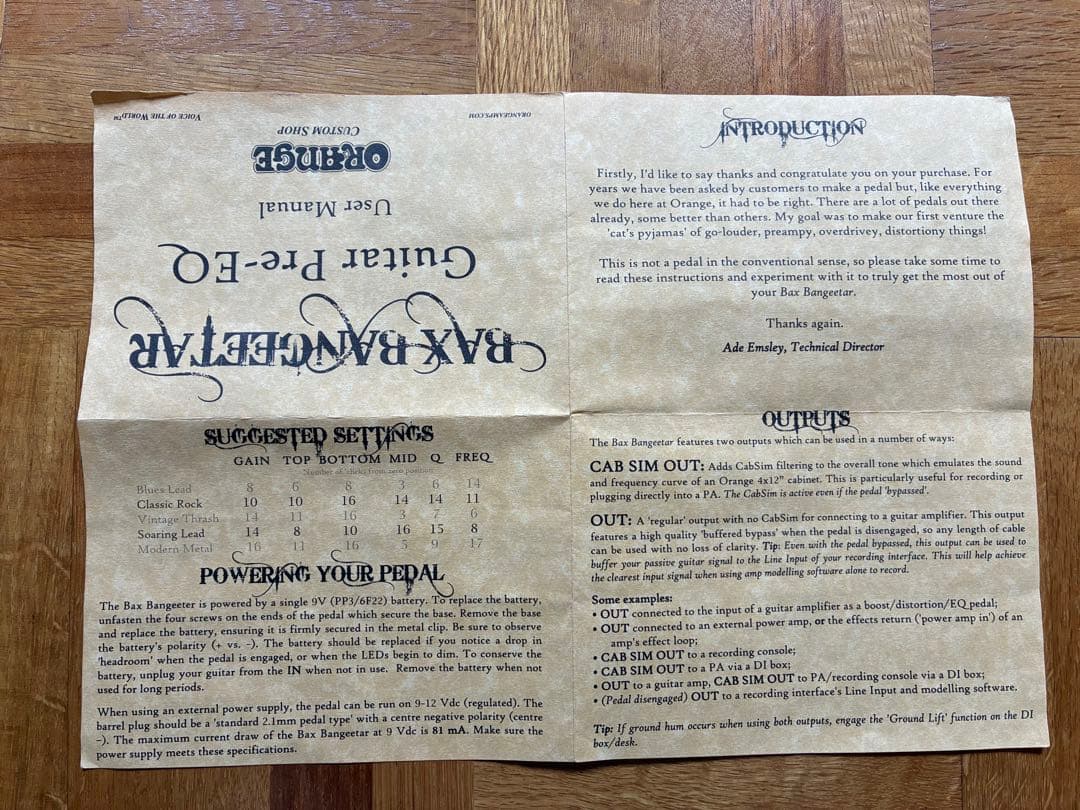 BAX BANGEETAR
Guitar Pre-EQ
User Manual
ORANGE
CUSTOM SHOP
ORANGEAMPS.COM
VOICE OF THE WORLD™
INTRODUCTION
Firstly, I'd like to say thanks and congratulate you on your purchase. For
years we have been asked by customers to make a pedal but, like everything
we do here at Orange, it had to be right. There are a lot of pedals out there
already, some better than others. My goal was to make our first venture the
'cat's pyjamas' of go-louder, preampy, overdrivey, distortiony things!
This is not a pedal in the conventional sense, so please take some time to
read these instructions and experiment with it to truly get the most out of
your Bax Bangeetar.
Thanks again.
Ade Emsley, Technical Director
SUGGESTED SETTINGS
GAIN TOP BOTTOM MID Q FREQ
Number of 'clicks' from zero position
Blues Lead 8 6 8 3 6 14
Classic Rock 10 10 16 14 14 11
Vintage Thrash 14 11 16 3 7 6
Soaring Lead 14 8 10 16 15 8
Modern Metal 16 11 16 5 9 17
POWERING YOUR PEDAL
The Bax Bangeeter is powered by a single 9V (PP3/6F22) battery. To replace the battery,
unfasten the four screws on the ends of the pedal which secure the base. Remove the base
and replace the battery, ensuring it is firmly secured in the metal clip. Be sure to observe
the battery's polarity (+ vs. –). The battery should be replaced if you notice a drop in
'headroom' when the pedal is engaged, or when the LEDs begin to dim. To conserve the
battery, unplug your guitar from the IN when not in use. Remove the battery when not
used for long periods.
When using an external power supply, the pedal can be run on 9-12 Vdc (regulated). The
barrel plug should be a 'standard 2.1mm pedal type' with a centre negative polarity (centre
–). The maximum current draw of the Bax Bangeetar at 9 Vdc is 81 mA. Make sure the
power supply meets these specifications.
OUTPUTS
The Bax Bangeetar features two outputs which can be used in a number of ways:
CAB SIM OUT: Adds CabSim filtering to the overall tone which emulates the sound
and frequency curve of an Orange 4x12" cabinet. This is particularly useful for recording or
plugging directly into a PA. The CabSim is active even if the pedal 'bypassed'.
OUT: A 'regular' output with no CabSim for connecting to a guitar amplifier. This output
features a high quality 'buffered bypass' when the pedal is disengaged, so any length of cable
can be used with no loss of clarity. Tip: Even with the pedal bypassed, this output can be used to
buffer your passive guitar signal to the Line Input of your recording interface. This will help achieve
the clearest input signal when using amp modelling software alone to record.
Some examples:
• OUT connected to the input of a guitar amplifier as a boost/distortion/EQ pedal;
• OUT connected to an external power amp, or the effects return ('power amp in') of an
amp's effect loop;
• CAB SIM OUT to a recording console;
• CAB SIM OUT to a PA via a DI box;
• OUT to a guitar amp, CAB SIM OUT to PA/recording console via a DI box;
• (Pedal disengaged) OUT to a recording interface's Line Input and modelling software.
Tip: If ground hum occurs when using both outputs, engage the 'Ground Lift' function on the DI
box/desk.